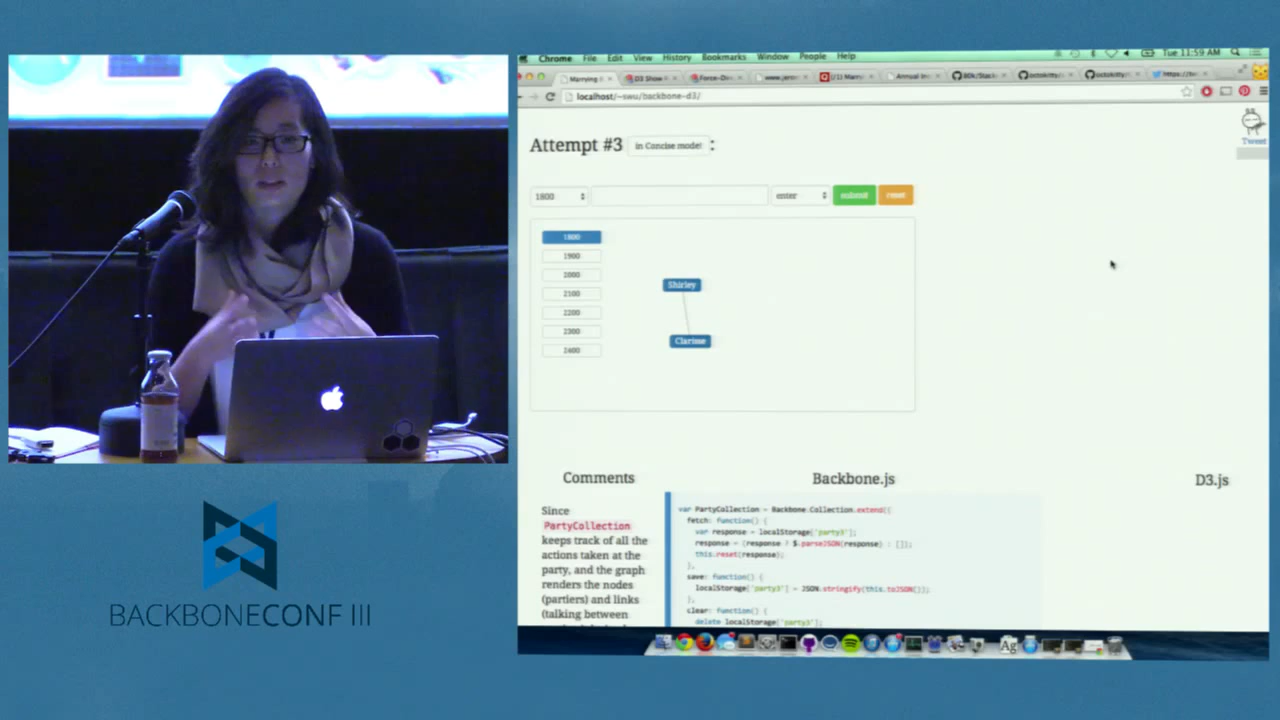 Chrome File Edit View History Bookmarks Window People Help
Tue 11:59 AM
localhost/~swu/backbone-d3/
Tweet
Attempt #3
in Concise mode!
1800
enter
submit
reset
1800
1900
2000
2100
2200
2300
2400
Shirley
Clarisse
Comments
Backbone.js
D3.js
Since
PartyCollection
keeps track of all the
actions taken at the
party, and the graph
renders the nodes
(partiers) and links
(talking between
var PartyCollection = Backbone.Collection.extend({
fetch: function() {
var response = localStorage['party3'];
response = (response ? $.parseJSON(response) : []);
this.reset(response);
},
save: function() {
localStorage['party3'] = JSON.stringify(this.toJSON());
},
clear: function() {
delete localStorage['party3'];
BACKBONECONF III